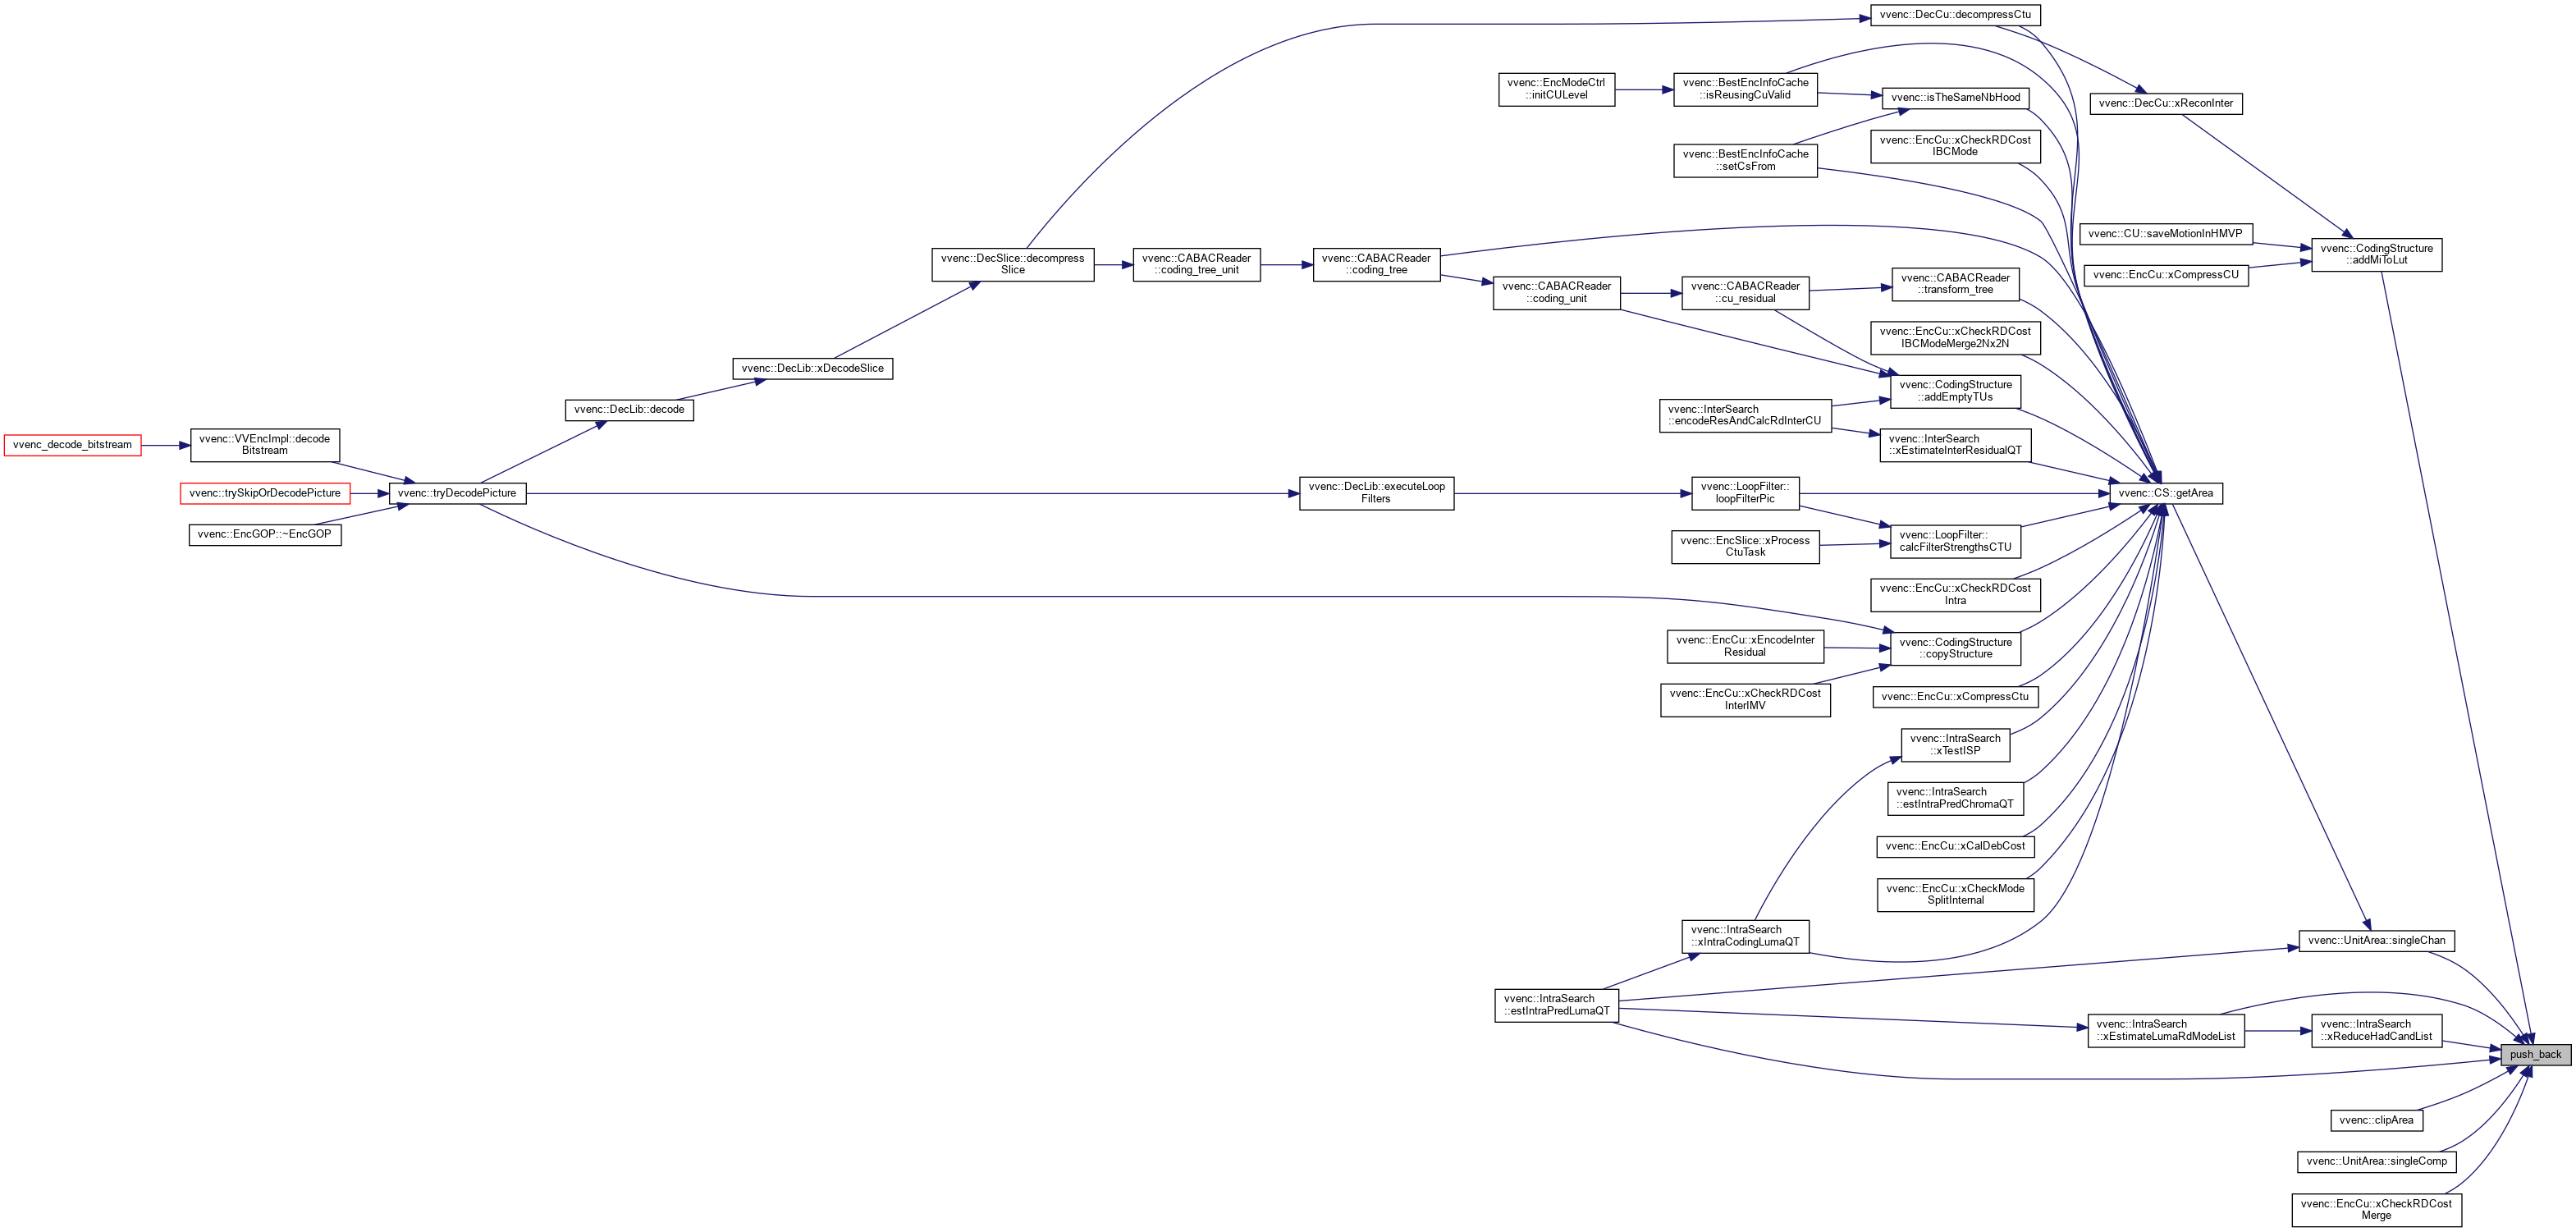 vvenc::DecCu::decompressCtu
vvenc::EncModeCtrl
::initCULevel
vvenc::BestEncInfoCache
::isReusingCuValid
vvenc::isTheSameNbHood
vvenc::DecCu::xReconInter
vvenc::EncCu::xCheckRDCost
IBCMode
vvenc::BestEncInfoCache
::setCsFrom
vvenc::CU::saveMotionInHMVP
vvenc::CodingStructure
::addMiToLut
vvenc::EncCu::xCompressCU
vvenc::DecSlice::decompress
Slice
vvenc::CABACReader
::coding_tree_unit
vvenc::CABACReader
::coding_tree
vvenc::CABACReader
::coding_unit
vvenc::CABACReader
::cu_residual
vvenc::CABACReader
::transform_tree
vvenc::EncCu::xCheckRDCost
IBCModeMerge2Nx2N
vvenc::DecLib::xDecodeSlice
vvenc::CodingStructure
::addEmptyTUs
vvenc::DecLib::decode
vvenc::InterSearch
::encodeResAndCalcRdInterCU
vvenc_decode_bitstream
vvenc::VVEncImpl::decode
Bitstream
vvenc::InterSearch
::xEstimateInterResidualQT
vvenc::trySkipOrDecodePicture
vvenc::tryDecodePicture
vvenc::DecLib::executeLoop
Filters
vvenc::LoopFilter::
loopFilterPic
vvenc::CS::getArea
vvenc::EncGOP::~EncGOP
vvenc::EncSlice::xProcess
CtuTask
vvenc::LoopFilter::
calcFilterStrengthsCTU
vvenc::EncCu::xCheckRDCost
Intra
vvenc::EncCu::xEncodeInter
Residual
vvenc::CodingStructure
::copyStructure
vvenc::EncCu::xCheckRDCost
InterIMV
vvenc::EncCu::xCompressCtu
vvenc::IntraSearch
::xTestISP
vvenc::IntraSearch
::estIntraPredChromaQT
vvenc::EncCu::xCalDebCost
vvenc::EncCu::xCheckMode
SplitInternal
vvenc::IntraSearch
::xIntraCodingLumaQT
vvenc::UnitArea::singleChan
vvenc::IntraSearch
::estIntraPredLumaQT
vvenc::IntraSearch
::xEstimateLumaRdModeList
vvenc::IntraSearch
::xReduceHadCandList
push_back
vvenc::clipArea
vvenc::UnitArea::singleComp
vvenc::EncCu::xCheckRDCost
Merge